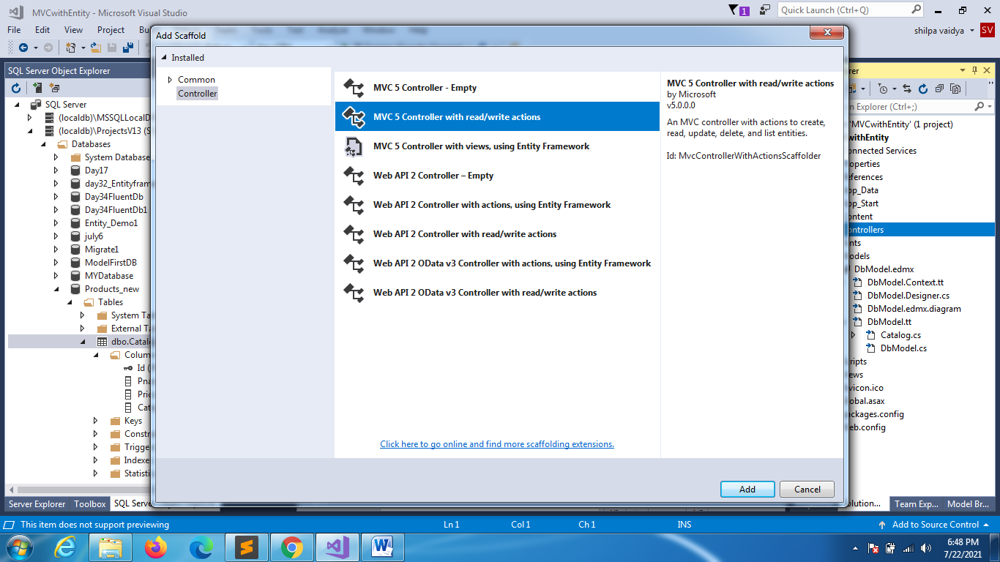 MVCwithEntity - Microsoft Visual Studio
1
Quick Launch (Ctrl+Q)
File Edit View Project
shilpa vaidya
SV
Add Scaffold
Installed
Common
Controller
MVC 5 Controller - Empty
MVC 5 Controller with read/write actions
MVC 5 Controller with views, using Entity Framework
Web API 2 Controller – Empty
Web API 2 Controller with actions, using Entity Framework
Web API 2 Controller with read/write actions
Web API 2 OData v3 Controller with actions, using Entity Framework
Web API 2 OData v3 Controller with read/write actions
Click here to go online and find more scaffolding extensions.
MVC 5 Controller with read/write actions
by Microsoft
v5.0.0.0
An MVC controller with actions to create,
read, update, delete, and list entities.
Id: MvcControllerWithActionsScaffolder
Add
Cancel
SQL Server Object Explorer
SQL Server
(localdb)\MSSQLLocalD
(localdb)\ProjectsV13 (S
Databases
System Database
Day17
day32_Entityfram
Day34FluentDb
Day34FluentDb1
Entity_Demo1
july6
Migrate1
ModelFirstDB
MYDatabase
Products_new
Tables
System Ta
External Ta
dbo.Catal
Colum
Id (
Pna
Pric
Cat
Keys
Constr
Trigge
Indexe
Statisti
Server Explorer
Toolbox
SQL Serve
rer
n Explorer (Ctrl+;)
'MVCwithEntity' (1 project)
withEntity
onnected Services
operties
eferences
pp_Data
pp_Start
ontent
ontrollers
nts
odels
DbModel.edmx
DbModel.Context.tt
DbModel.Designer.cs
DbModel.edmx.diagram
DbModel.tt
Catalog.cs
DbModel.cs
ripts
ews
vicon.ico
obal.asax
ackages.config
eb.config
olution...
Team Exp...
Model Br...
This item does not support previewing
Ln 1
Col 1
Ch 1
INS
Add to Source Control
6:48 PM
7/22/2021